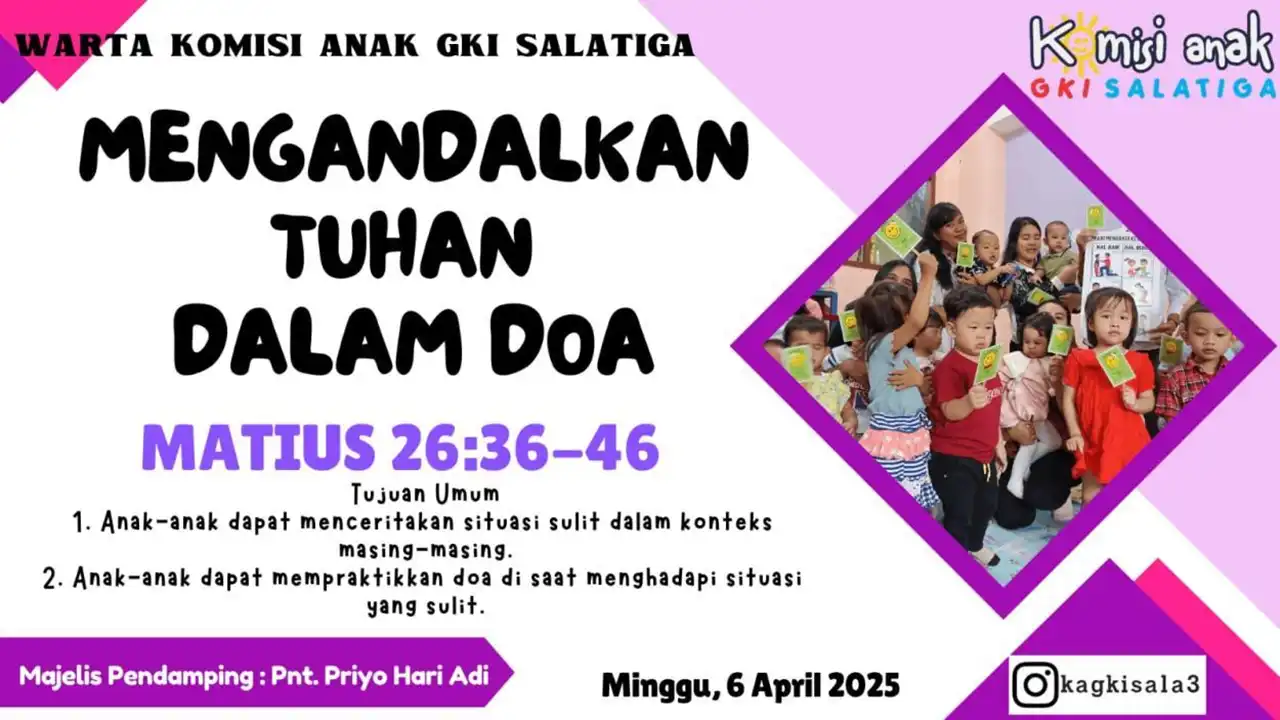 WARTA KOMISI ANAK GKI SALATIGA
Komisi anak
GKI SALATIGA
MENGANDALKAN
TUHAN
DALAM DOA
MATIUS 26:36-46
Tujuan Umum
1. Anak-anak dapat menceritakan situasi sulit dalam konteks
masing-masing.
2. Anak-anak dapat mempraktikkan doa di saat menghadapi situasi
yang sulit.
Majelis Pendamping : Pnt. Priyo Hari Adi
Minggu, 6 April 2025
kagkisala3